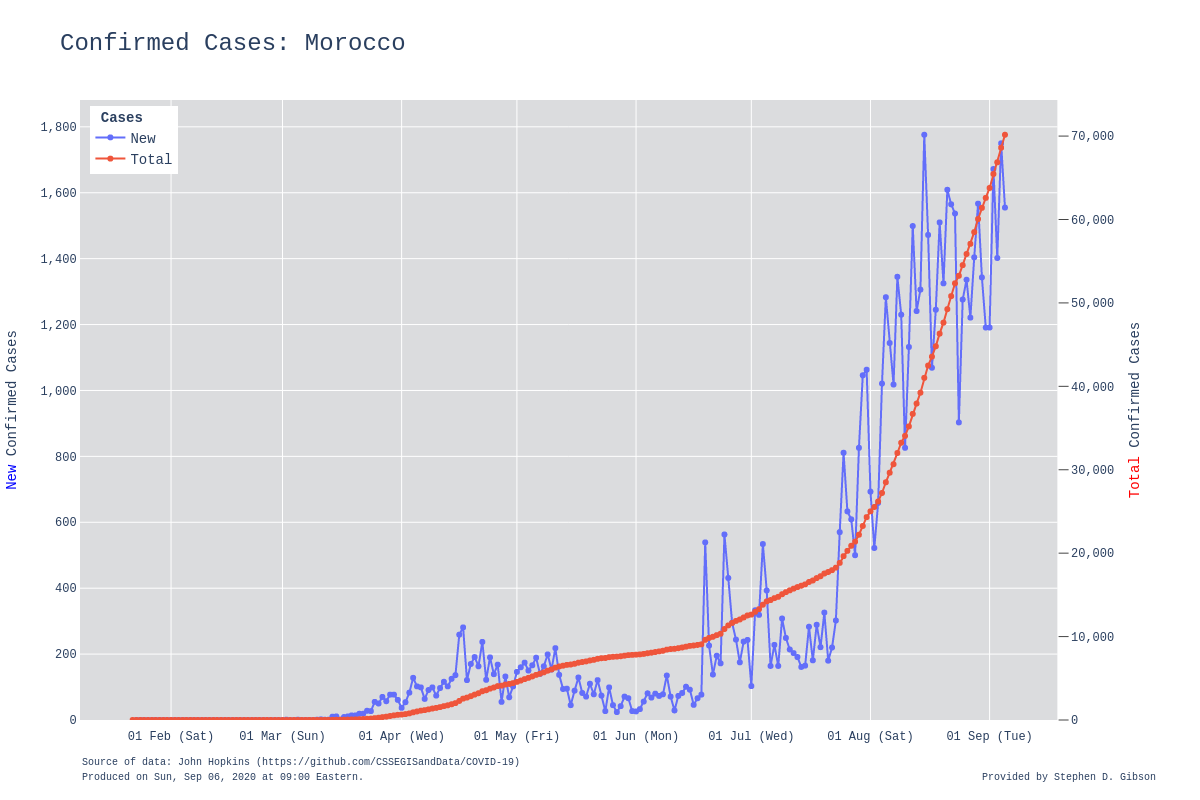 Confirmed Cases: Morocco
Cases
New
Total
1,800
1,600
1,400
1,200
1,000
800
600
400
200
0
New Confirmed Cases
70,000
60,000
50,000
40,000
30,000
20,000
10,000
0
Total Confirmed Cases
01 Feb (Sat) 01 Mar (Sun) 01 Apr (Wed) 01 May (Fri) 01 Jun (Mon) 01 Jul (Wed) 01 Aug (Sat) 01 Sep (Tue)
Source of data: John Hopkins (https://github.com/CSSEGISandData/COVID-19)
Produced on Sun, Sep 06, 2020 at 09:00 Eastern.
Provided by Stephen D. Gibson